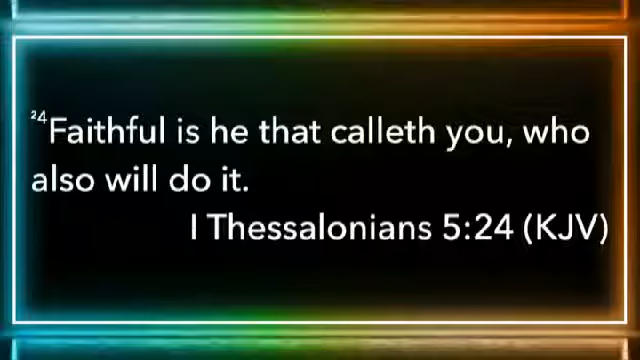 ²⁴Faithful is he that calleth you, who
also will do it.
I Thessalonians 5:24 (KJV)